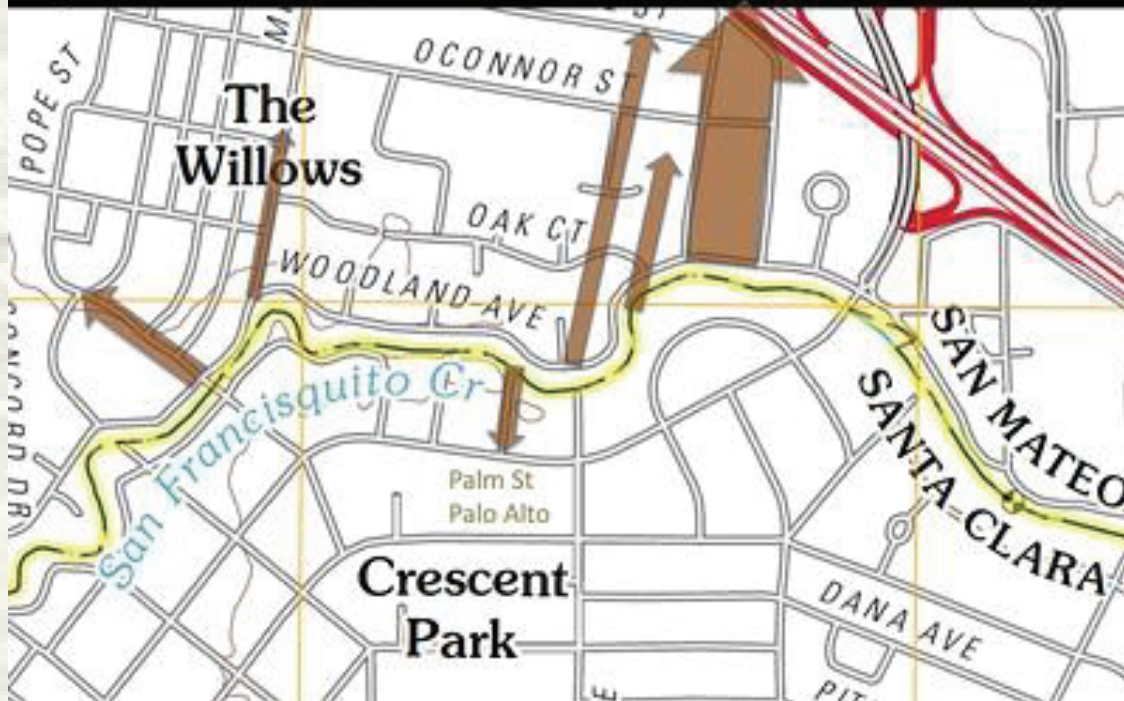 POPE ST
OCONNOR ST
The
Willows
OAK CT
WOODLAND AVE
San Francisquito Cr
SAN MATEO
SANTA CLARA
Palm St
Palo Alto
Crescent
Park
DANA AVE